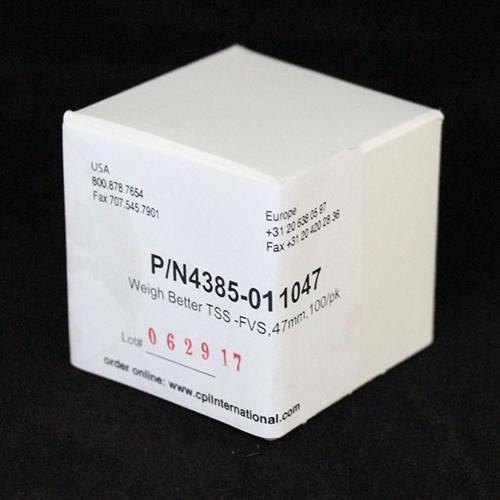 USA
800.878.7654
Fax 707.545.7901
Europe
+31 20 638 05 97
Fax +31 20 420 28 36
P/N4385-011047
Weigh Better TSS -FVS, 47mm, 100/pk
Lot# 062917
order online: www.cpiInternational.com